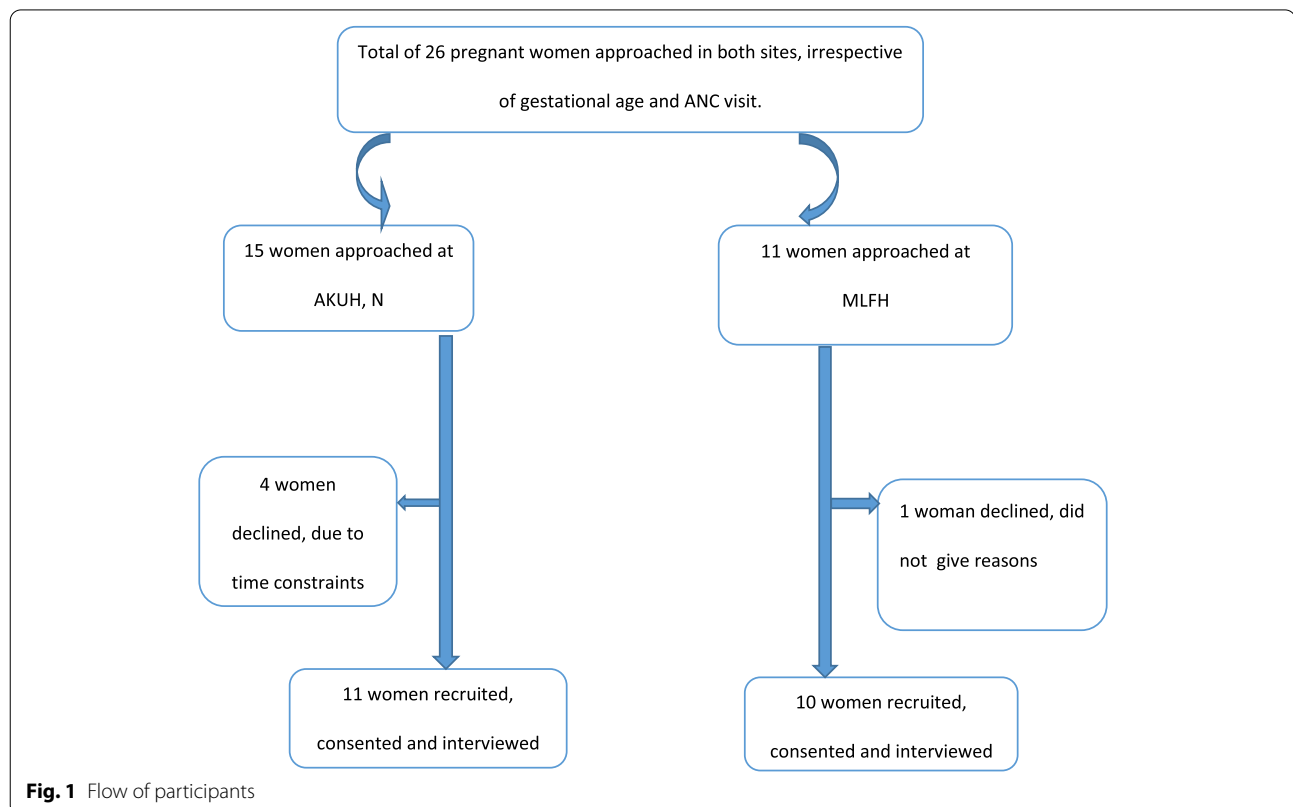 Total of 26 pregnant women approached in both sites, irrespective
of gestational age and ANC visit.
15 women approached at
AKUH, N
11 women approached at
MLFH
4 women
declined, due to
time constraints
1 woman declined, did
not give reasons
11 women recruited,
consented and interviewed
10 women recruited,
consented and interviewed
Fig. 1 Flow of participants